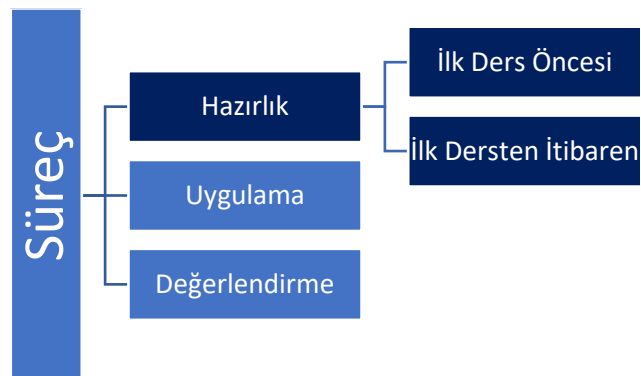 Süreç
Hazırlık
İlk Ders Öncesi
İlk Dersten İtibaren
Uygulama
Değerlendirme